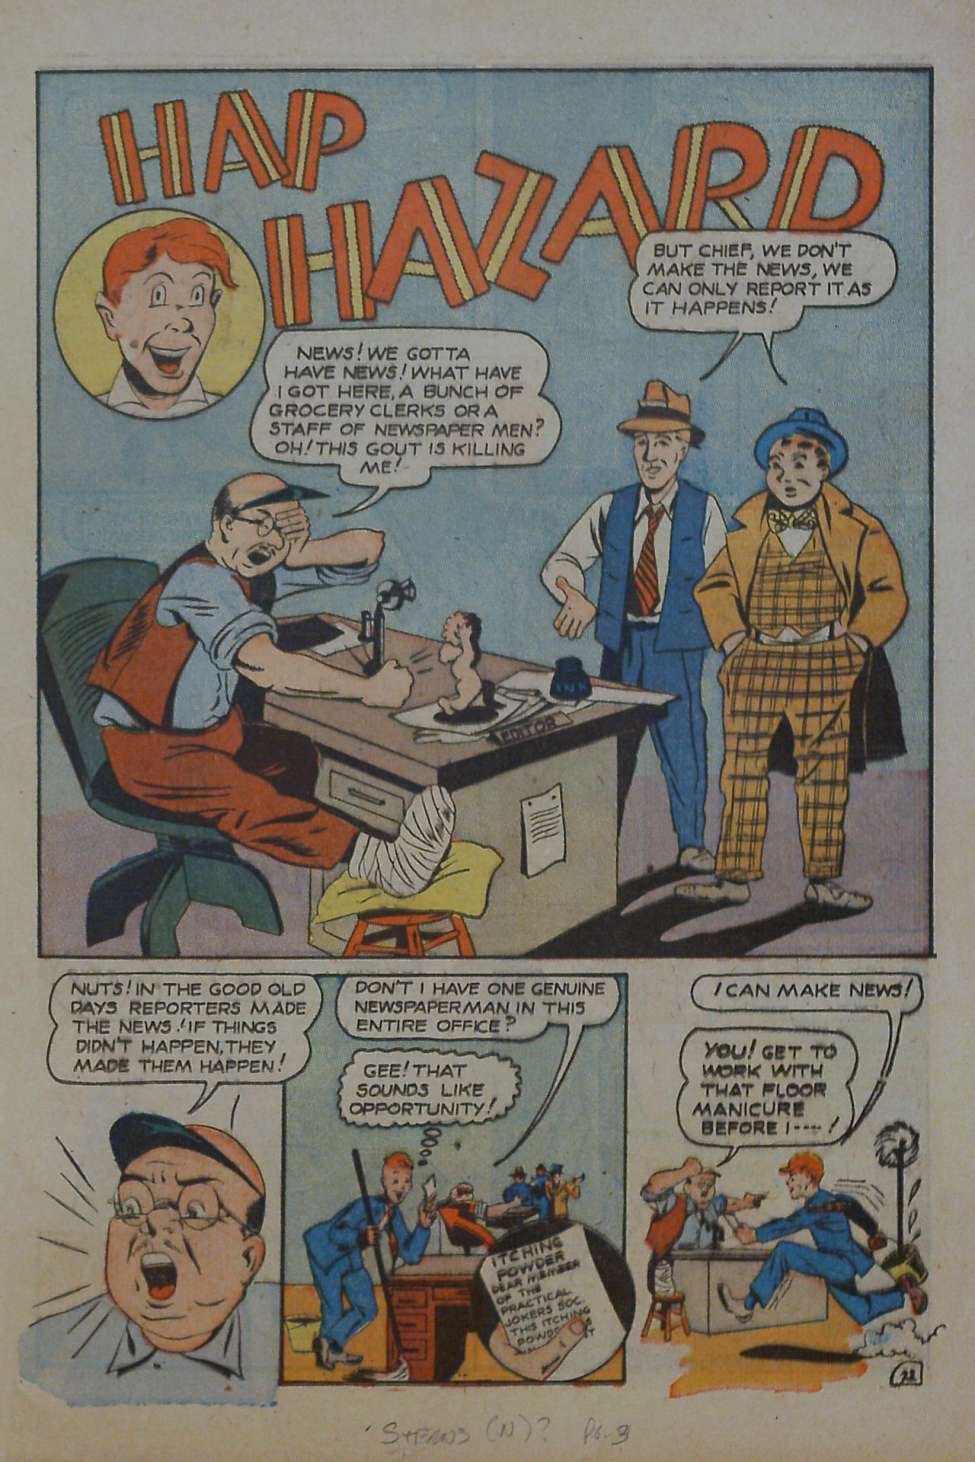 HAP
HAZARD
BUT CHIEF, WE DON'T
MAKE THE NEWS, WE
CAN ONLY REPORT IT AS
IT HAPPENS!
NEWS! WE GOTTA
HAVE NEWS! WHAT HAVE
I GOT HERE, A BUNCH OF
GROCERY CLERKS OR A
STAFF OF NEWSPAPER MEN?
OH! THIS GOUT IS KILLING
ME!
INK
EDITOR
NUTS! IN THE GOOD OLD
DAYS REPORTERS MADE
THE NEWS! IF THINGS
DIDN'T HAPPEN, THEY
MADE THEM HAPPEN!
DON'T I HAVE ONE GENUINE
NEWSPAPERMAN IN THIS
ENTIRE OFFICE?
GEE! THAT
SOUNDS LIKE
OPPORTUNITY!
ITCHING
POWDER
DEAR MEMBER
OF THE
PRACTICAL
JOKERS SOC.
THIS ITCHING
I CAN MAKE NEWS!
YOU! GET TO
WORK WITH
THAT FLOOR
MANICURE
BEFORE I----!
22
(N)? PG. 3